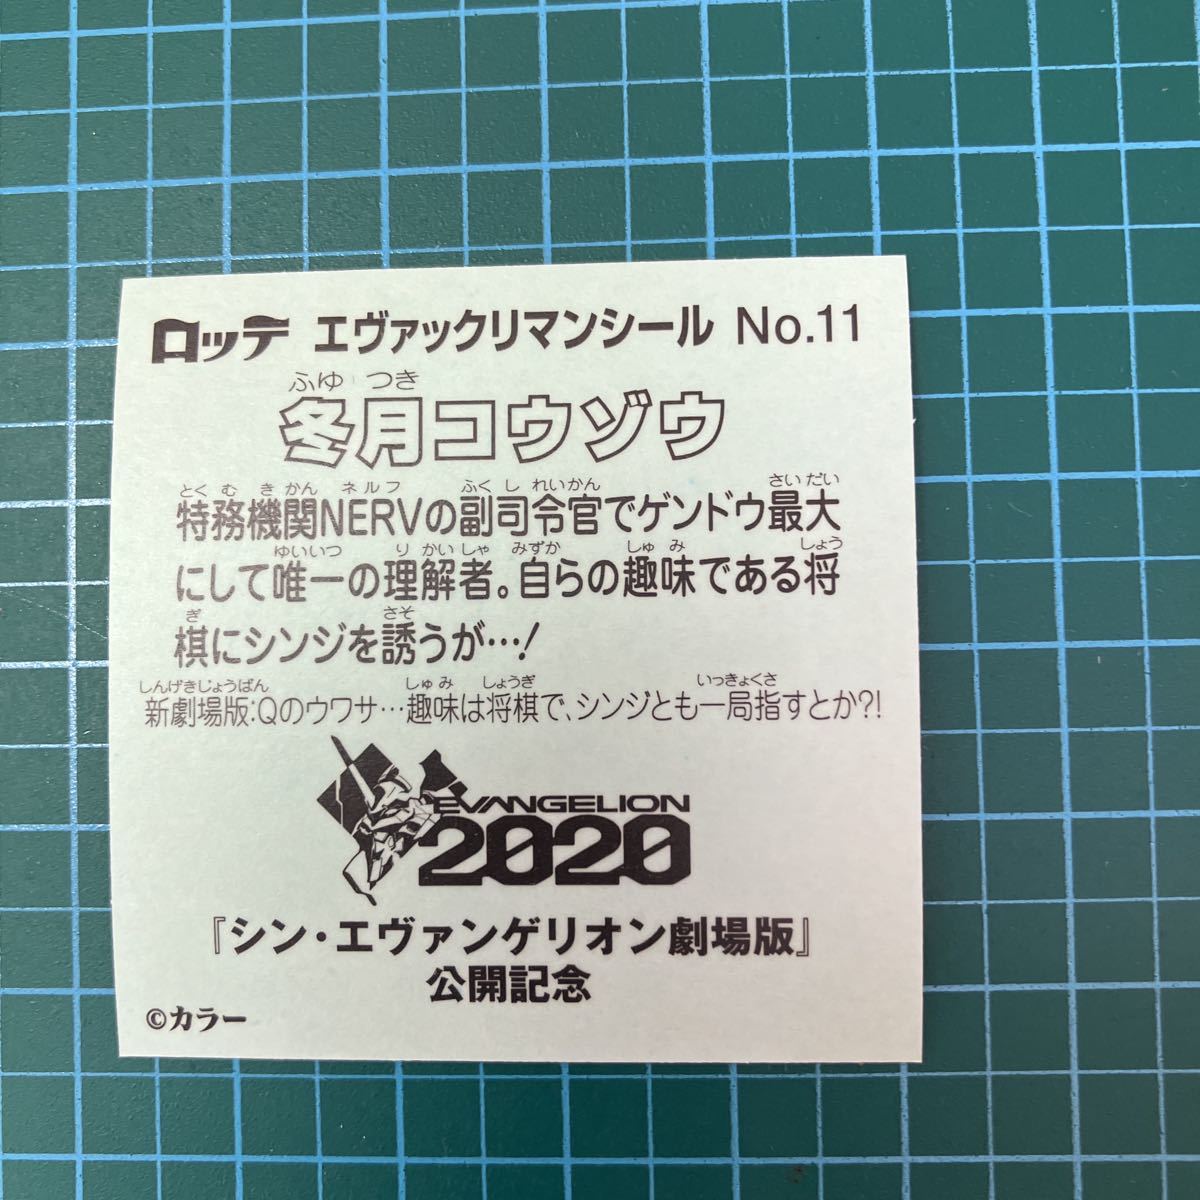 ロッテ エヴァックリマンシール No.11
ふゆ つき
冬月コウゾウ
とく む き かん ネルフ ふく し れいかん さい だい
特務機関NERVの副司令官でゲンドウ最大
ゆいいつ り かい しゃ みずか しゅ み しょう
にして唯一の理解者。自らの趣味である将
ぎ さそ
棋にシンジを誘うが…!
しんげきじょうばん しゅ み しょうぎ いっきょくさ
新劇場版:Qのウワサ…趣味は将棋で、シンジとも一局指すとか?!
EVANGELION
2020
『シン・エヴァンゲリオン劇場版』
公開記念
©カラー